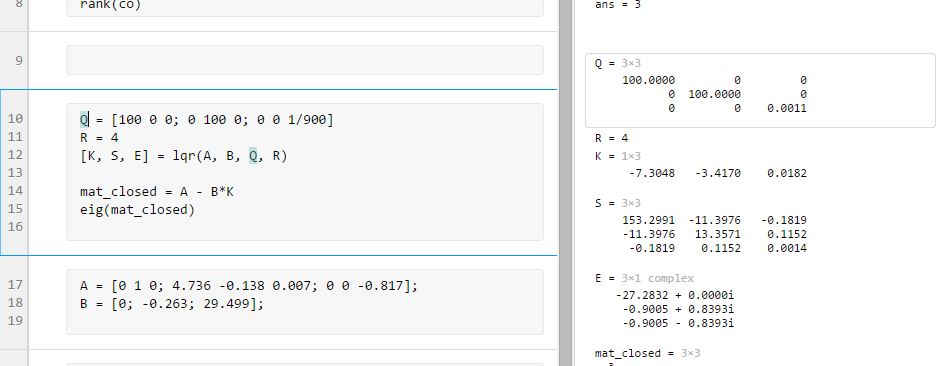 8 rank(co)
9
10 Q = [100 0 0; 0 100 0; 0 0 1/900]
11 R = 4
12 [K, S, E] = lqr(A, B, Q, R)
13
14 mat_closed = A - B*K
15 eig(mat_closed)
16
17 A = [0 1 0; 4.736 -0.138 0.007; 0 0 -0.817];
18 B = [0; -0.263; 29.499];
19
ans = 3
Q = 3×3
100.0000 0 0
0 100.0000 0
0 0 0.0011
R = 4
K = 1×3
-7.3048 -3.4170 0.0182
S = 3×3
153.2991 -11.3976 -0.1819
-11.3976 13.3571 0.1152
-0.1819 0.1152 0.0014
E = 3×1 complex
-27.2832 + 0.0000i
-0.9005 + 0.8393i
-0.9005 - 0.8393i
mat_closed = 3×3